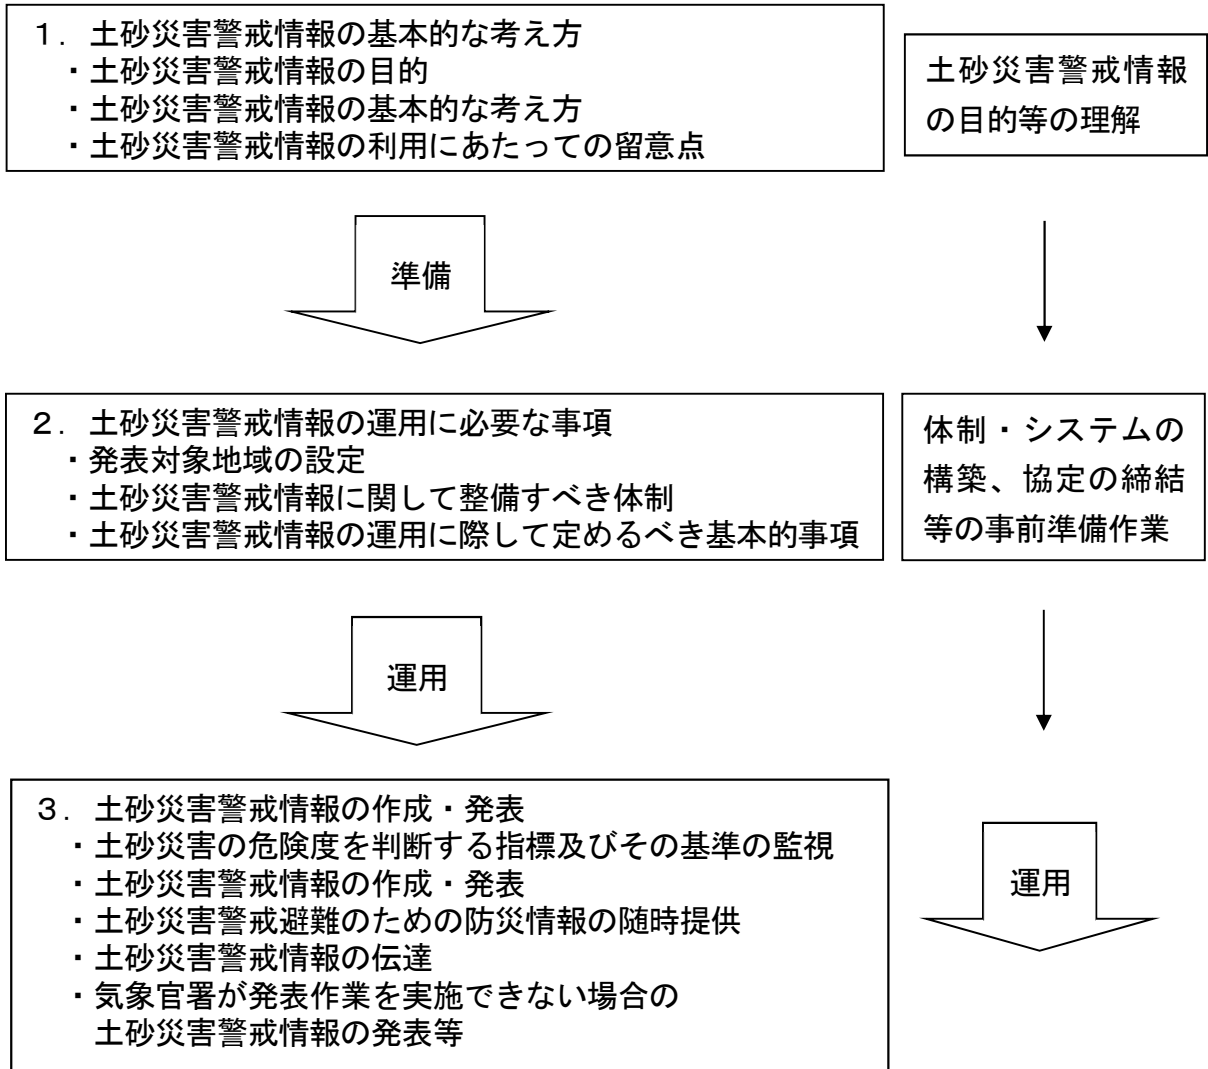 １．土砂災害警戒情報の基本的な考え方
・土砂災害警戒情報の目的
・土砂災害警戒情報の基本的な考え方
・土砂災害警戒情報の利用にあたっての留意点
土砂災害警戒情報
の目的等の理解
準備
２．土砂災害警戒情報の運用に必要な事項
・発表対象地域の設定
・土砂災害警戒情報に関して整備すべき体制
・土砂災害警戒情報の運用に際して定めるべき基本的事項
体制・システムの
構築、協定の締結
等の事前準備作業
運用
３．土砂災害警戒情報の作成・発表
・土砂災害の危険度を判断する指標及びその基準の監視
・土砂災害警戒情報の作成・発表
・土砂災害警戒避難のための防災情報の随時提供
・土砂災害警戒情報の伝達
・気象官署が発表作業を実施できない場合の
土砂災害警戒情報の発表等
運用